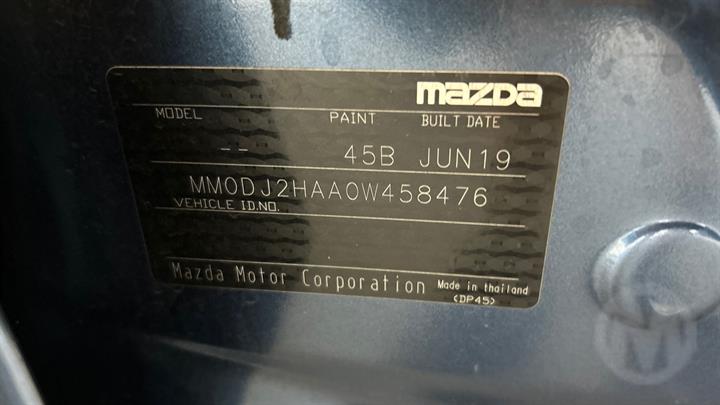 mazda
MODEL PAINT BUILT DATE
-- 45B JUN19
MM0DJ2HAA0W458476
VEHICLE ID.NO.
Mazda Motor Corporation Made in thailand
(DP45)